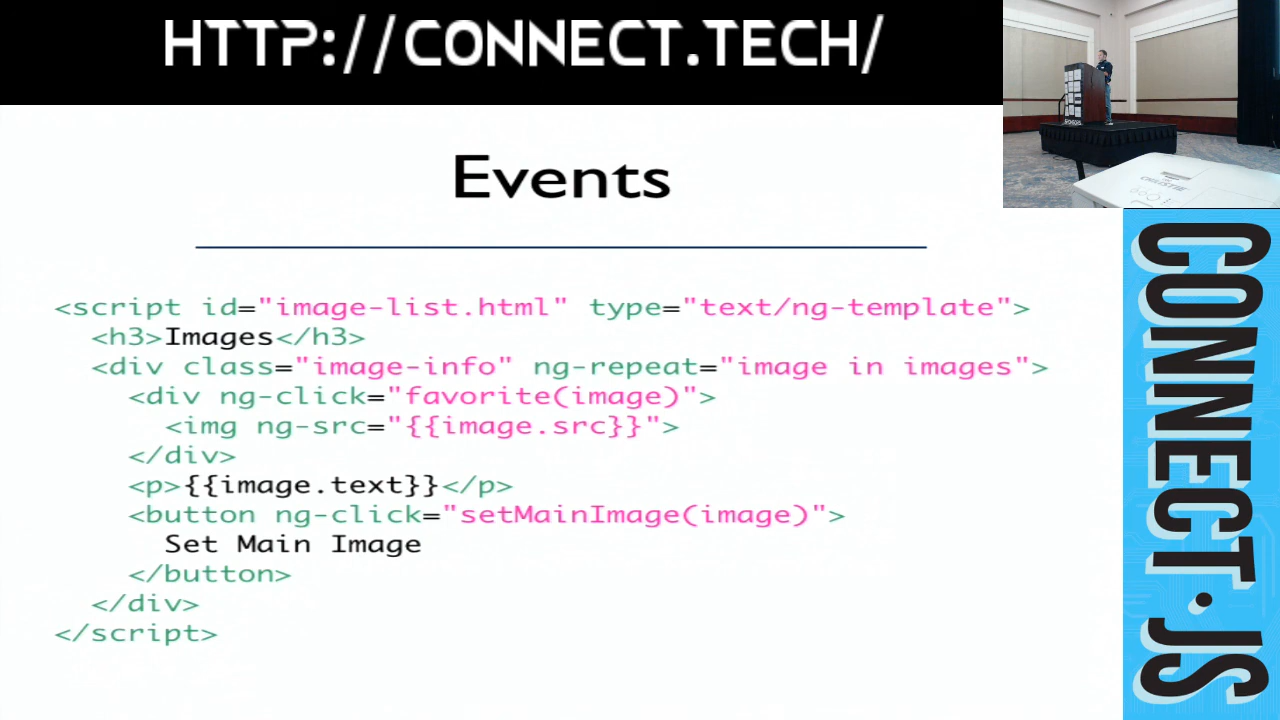 HTTP://CONNECT.TECH/
Events
<script id="image-list.html" type="text/ng-template">
<h3>Images</h3>
<div class="image-info" ng-repeat="image in images">
<div ng-click="favorite(image)">
<img ng-src="{{image.src}}">
</div>
<p>{{image.text}}</p>
<button ng-click="setMainImage(image)">
Set Main Image
</button>
</div>
</script>
SPONSORS
CHRISTIE
CONNECT.JS